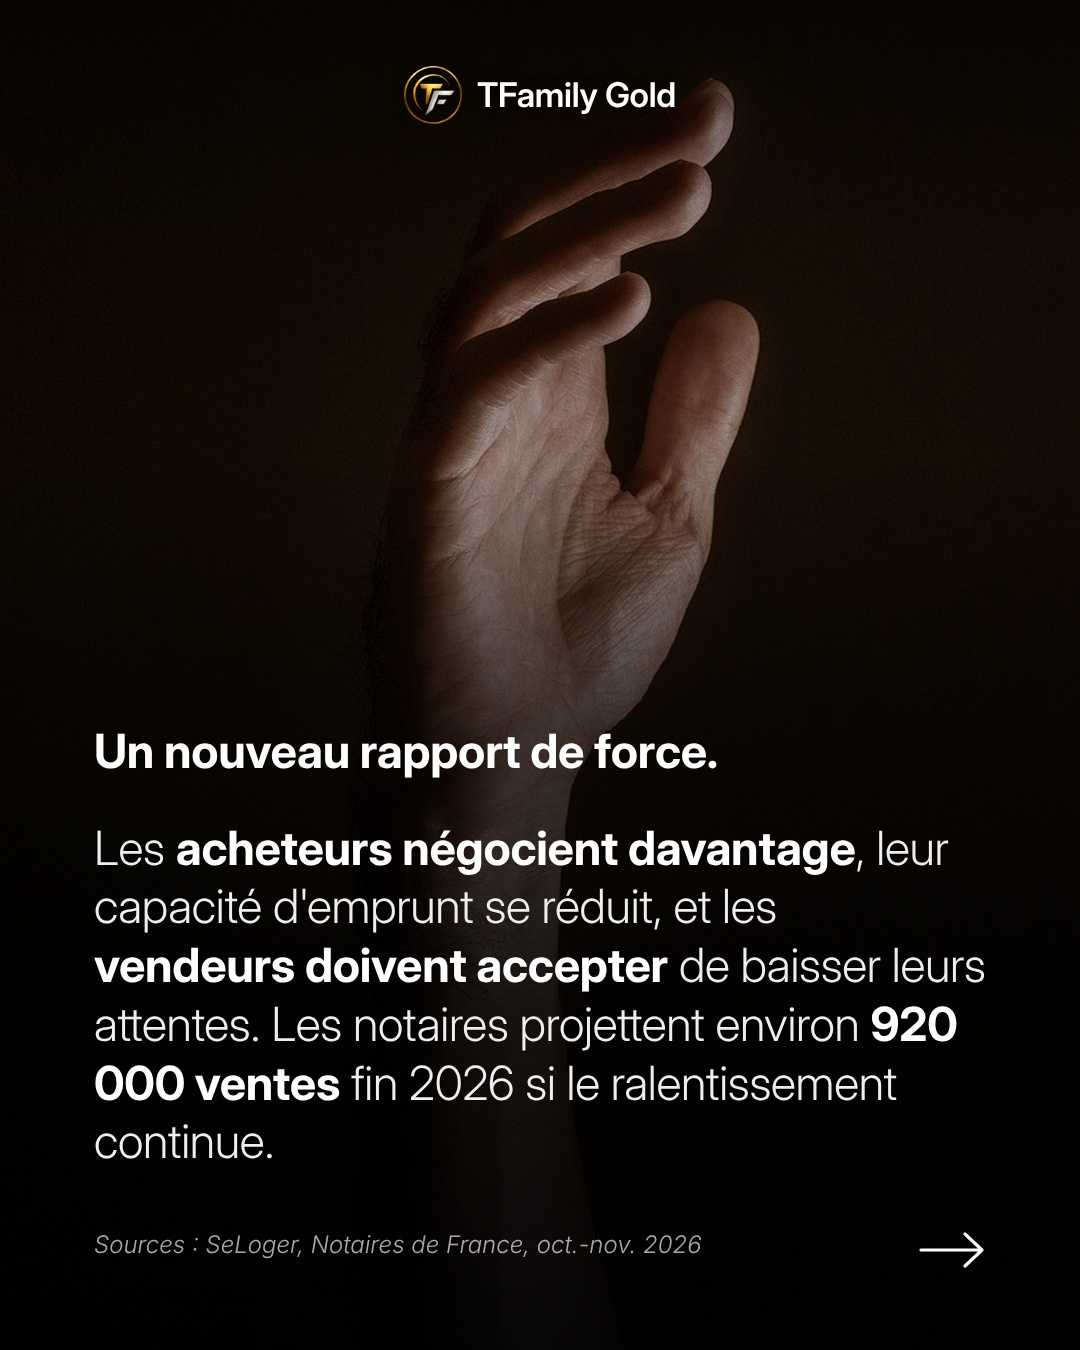 TF TFamily Gold
Un nouveau rapport de force.
Les acheteurs négocient davantage, leur
capacité d'emprunt se réduit, et les
vendeurs doivent accepter de baisser leurs
attentes. Les notaires projettent environ 920
000 ventes fin 2026 si le ralentissement
continue.
Sources : SeLoger, Notaires de France, oct.-nov. 2026